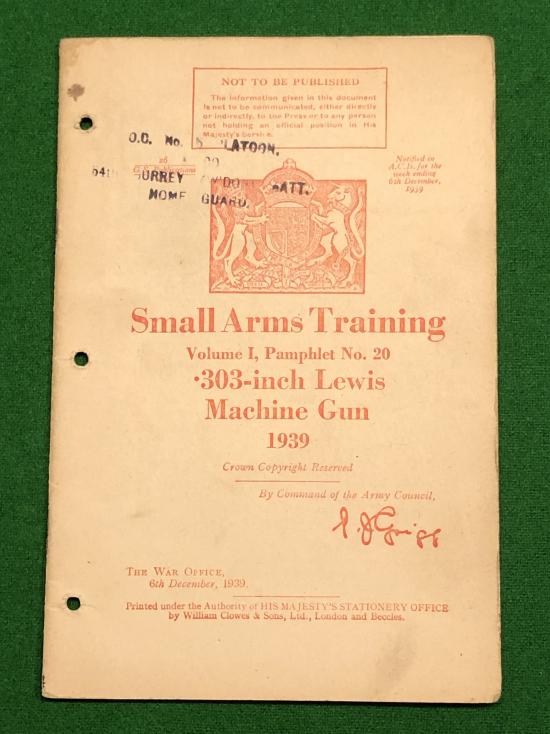 NOT TO BE PUBLISHED
The information given in this document
is not to be communicated, either directly
or indirectly, to the Press or to any person
not holding an official position in His
Majesty's Service.
O.C. No. LATOON,
54th SURREY BATT.
HOME GUARD.
26
Notified in
A.C.Is. for the
week ending
6th December,
1939
Small Arms Training
Volume I, Pamphlet No. 20
·303-inch Lewis
Machine Gun
1939
Crown Copyright Reserved
By Command of the Army Council,
THE WAR OFFICE,
6th December, 1939.
Printed under the Authority of HIS MAJESTY'S STATIONERY OFFICE
by William Clowes & Sons, Ltd., London and Beccles.